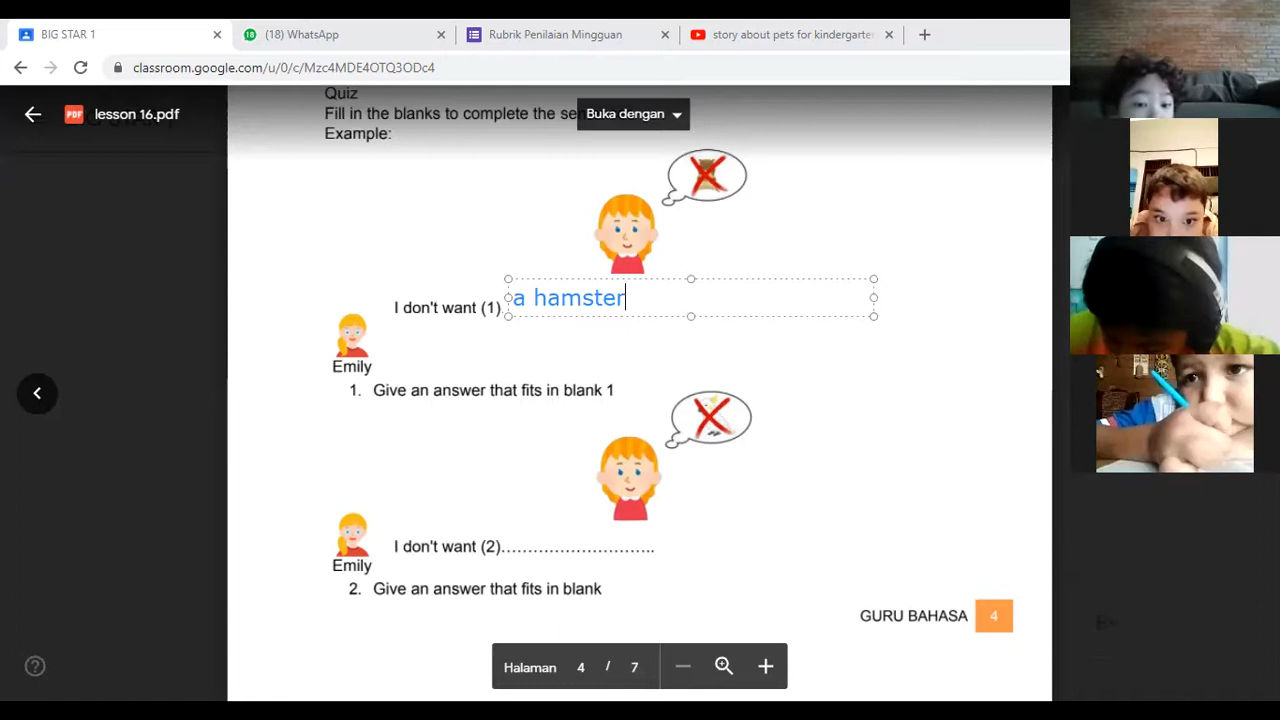 BIG STAR 1
(18) WhatsApp
Rubrik Penilaian Mingguan
story about pets for kindergarte
classroom.google.com/u/0/c/Mzc4MDE4OTQ3ODc4
PDF lesson 16.pdf
Buka dengan
Quiz
Fill in the blanks to complete the sen
Example:
I don't want (1) a hamster
Emily
1. Give an answer that fits in blank 1
I don't want (2)…………………………..
Emily
2. Give an answer that fits in blank
GURU BAHASA 4
Halaman 4 / 7